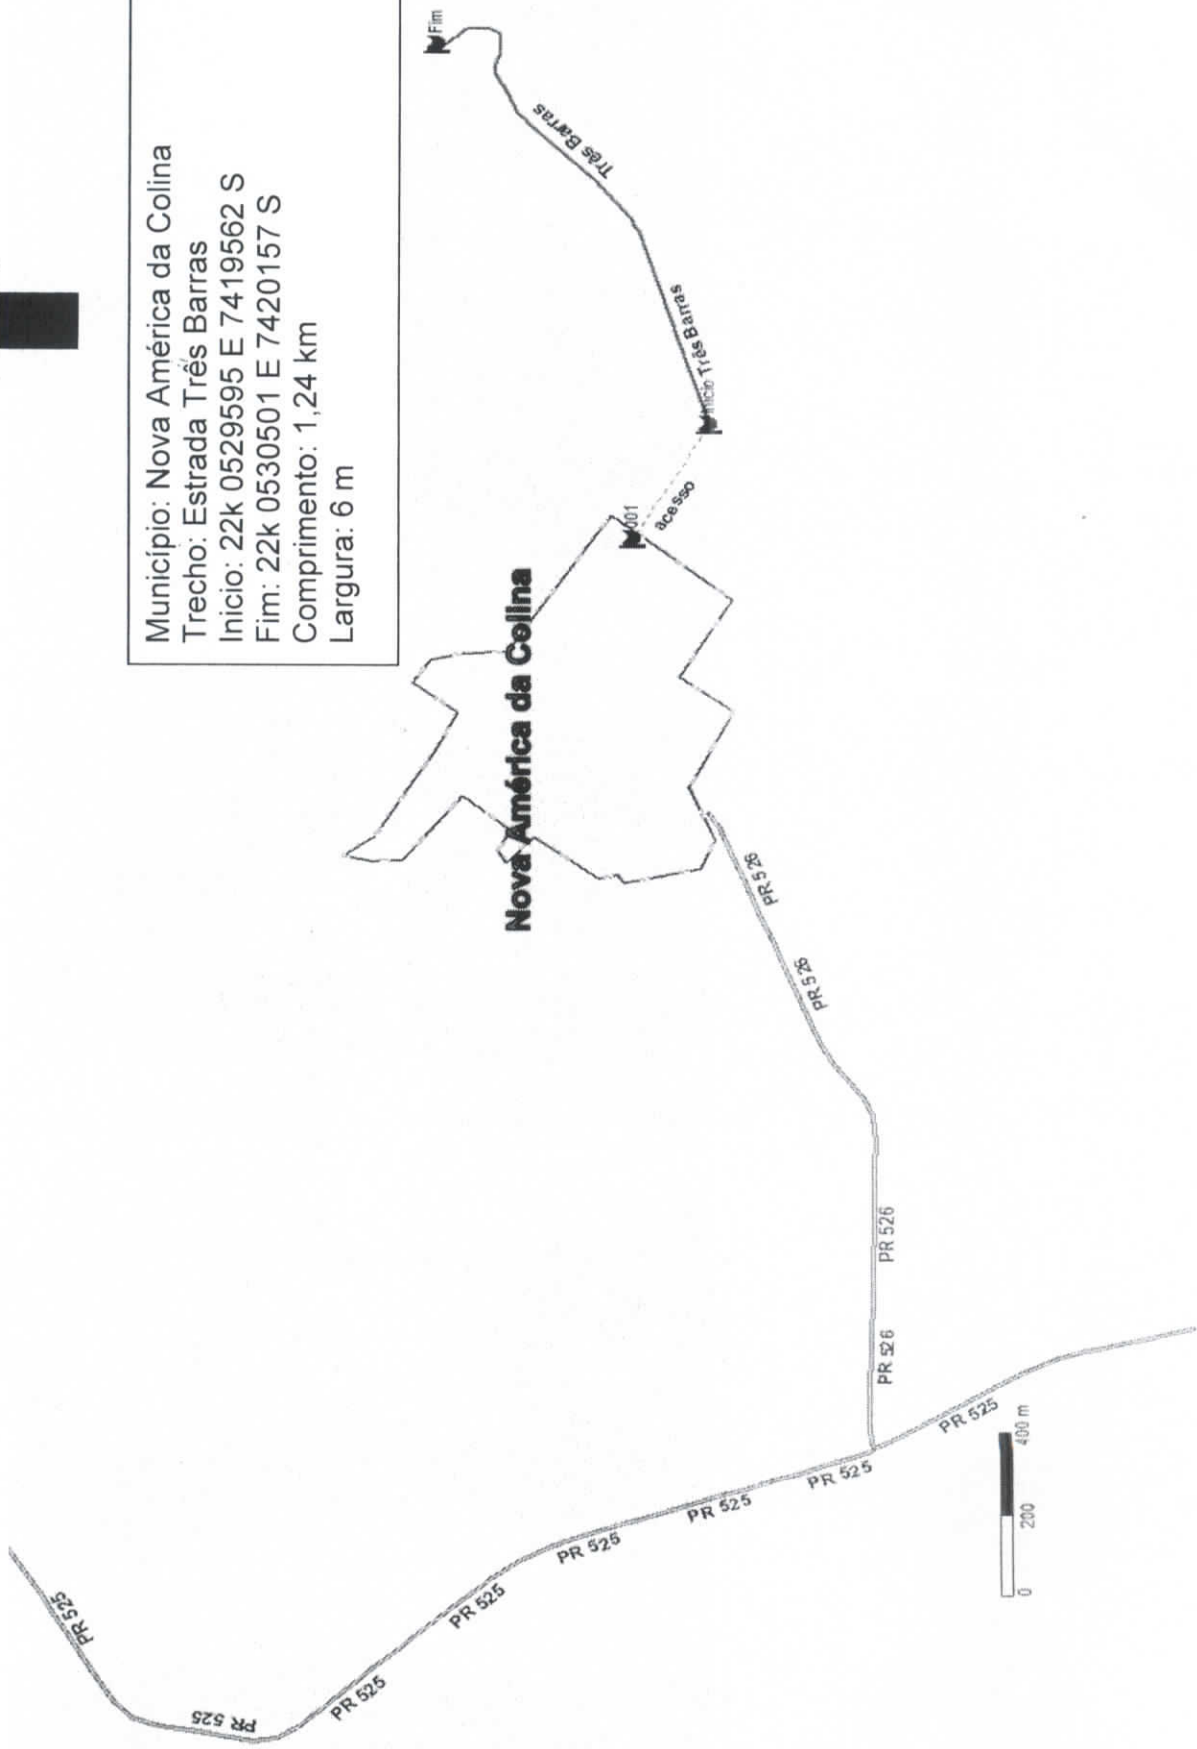 Município: Nova América da Colina
Trecho: Estrada Três Barras
Inicio: 22k 0529595 E 7419562 S
Fim: 22k 0530501 E 7420157 S
Comprimento: 1,24 km
Largura: 6 m
Fim
Três Barras
Três Barras
Inicio Três Barras
001
acesso
Nova América da Colina
PR 526
PR 526
PR 526
PR 526
PR 525
PR 525
PR 525
PR 525
PR 525
PR 525
PR 525
PR 525
0 200 400 m